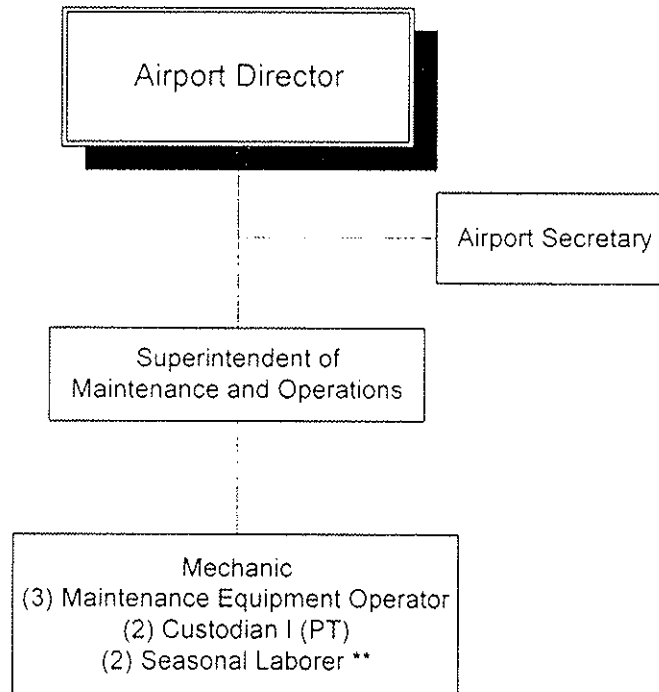 Airport Director
Airport Secretary
Superintendent of
Maintenance and Operations
Mechanic
(3) Maintenance Equipment Operator
(2) Custodian I (PT)
(2) Seasonal Laborer **